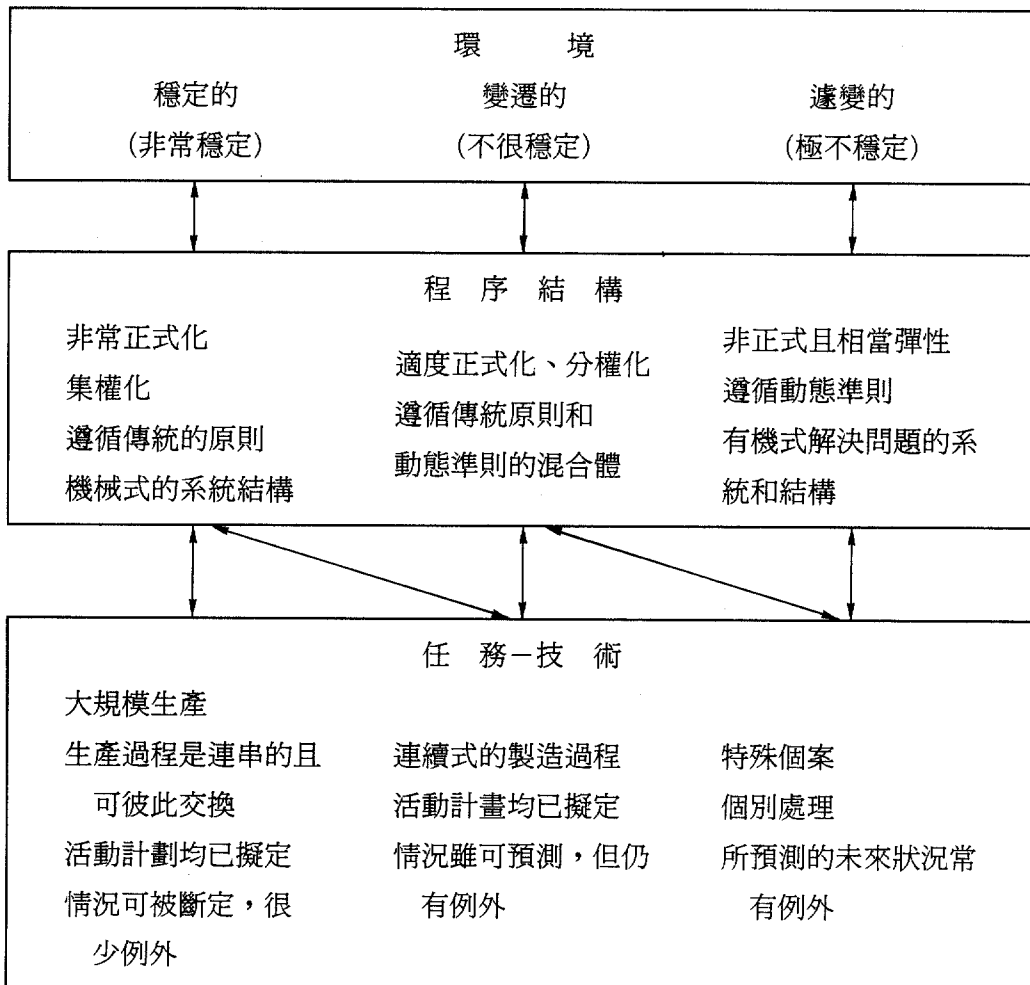 環境
穩定的 變遷的 遽變的
(非常穩定) (不很穩定) (極不穩定)
程序結構
非常正式化
集權化
遵循傳統的原則
機械式的系統結構
適度正式化、分權化
遵循傳統原則和
動態準則的混合體
非正式且相當彈性
遵循動態準則
有機式解決問題的系
統和結構
任務－技術
大規模生產
生產過程是連串的且
可彼此交換
活動計劃均已擬定
情況可被斷定，很
少例外
連續式的製造過程
活動計畫均已擬定
情況雖可預測，但仍
有例外
特殊個案
個別處理
所預測的未來狀況常
有例外